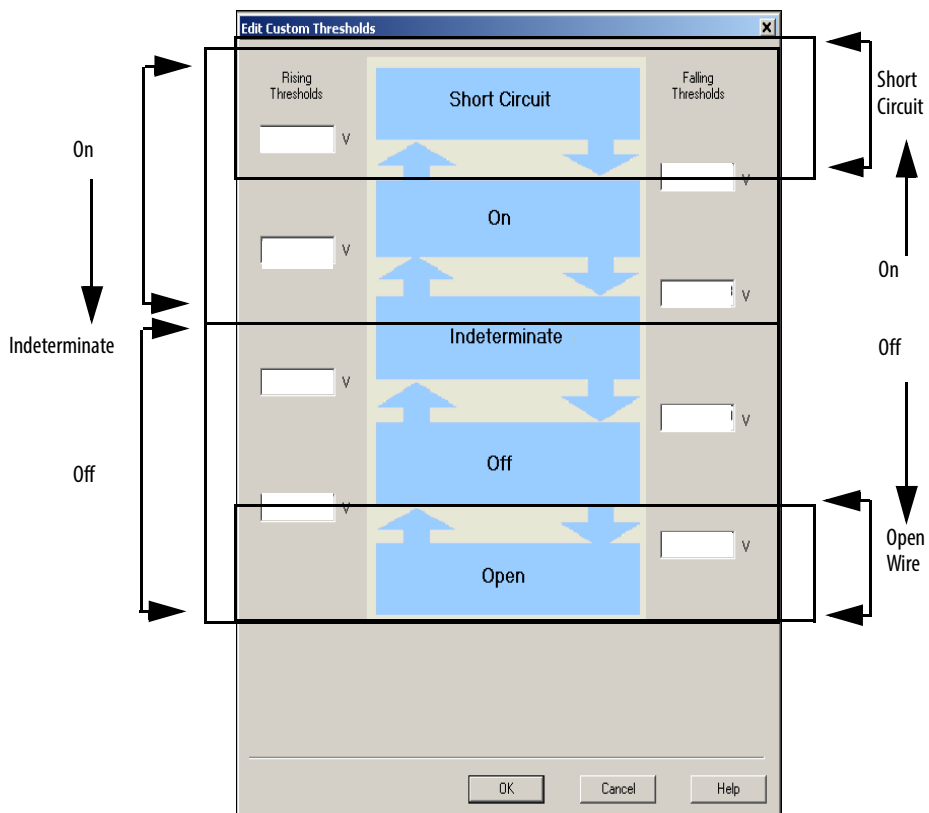 Edit Custom Thresholds
Rising
Thresholds
Short Circuit
Falling
Thresholds
Short
Circuit
V
V
On
On
V
V
On
Indeterminate
Indeterminate
Off
V
V
Off
Off
V
V
Open
Open
Wire
OK
Cancel
Help